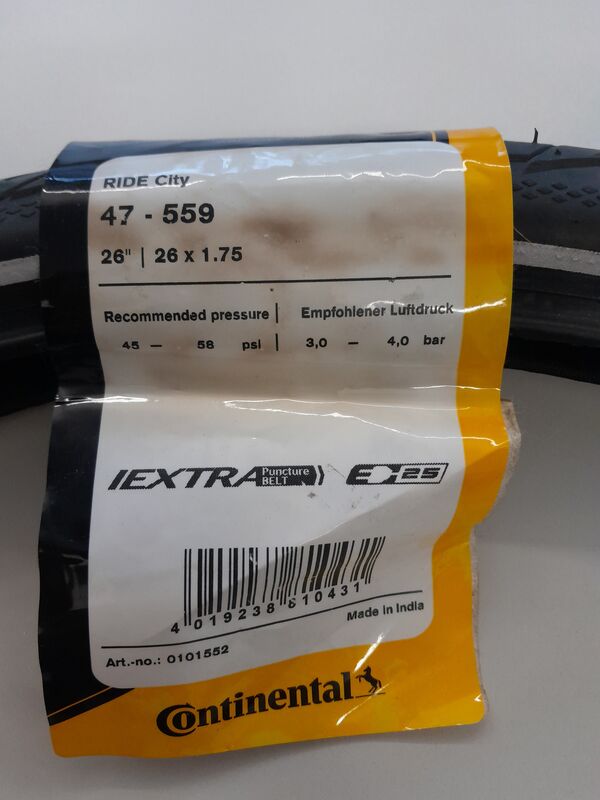 RIDE City
47 - 559
26" | 26 x 1.75
Recommended pressure | Empfohlener Luftdruck
45 — 58 psi | 3,0 — 4,0 bar
EXTRA Puncture BELT E 25
4 019238 610431
Made in India
Art.-no.: 0101552
Continental